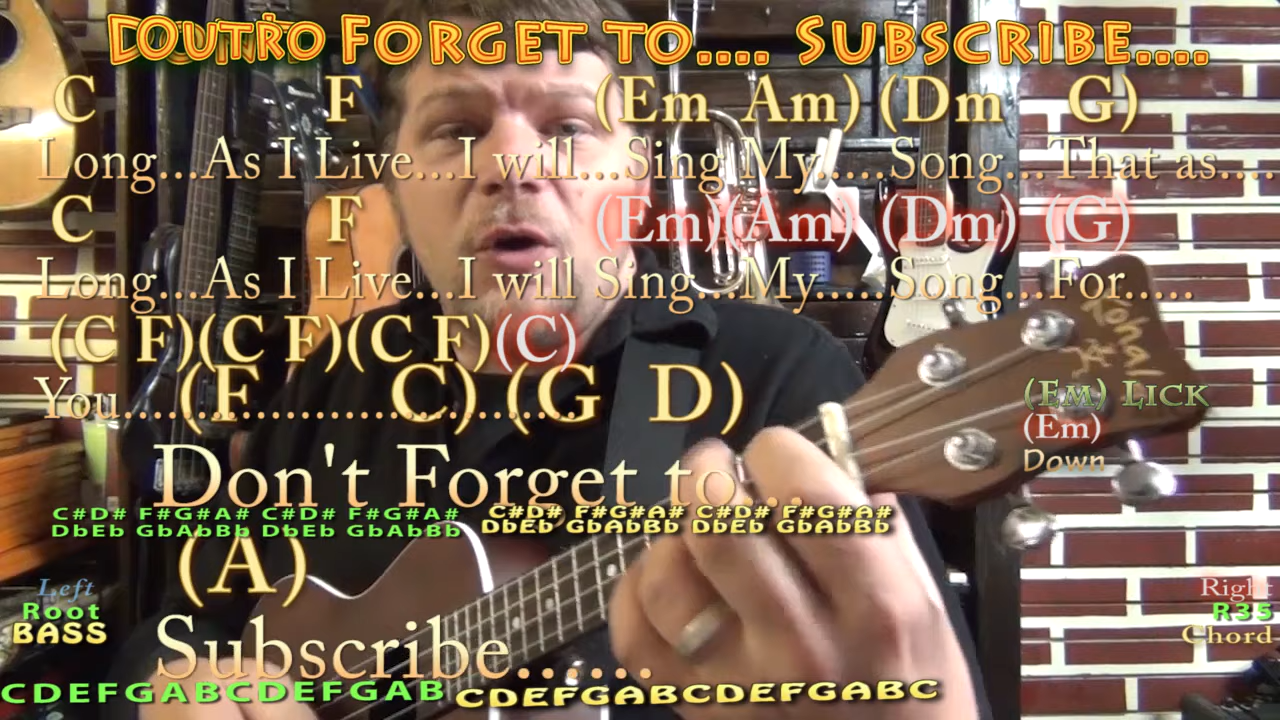 OUTRO FORGET TO.... SUBSCRIBE....
C F (Em Am) (Dm G)
Long...As I Live...I will...Sing My.....Song...That as....
C F (Em)(Am) (Dm) (G)
Long...As I Live...I will Sing...My.....Song...For.....
(C F)(C F)(C F)(C)
You..............................
(F C) (G D)
Don't Forget to...
(A)
Subscribe......
Kohala
(Em) LICK
(Em)
Down
C#D# F#G#A# C#D# F#G#A# C#D# F#G#A# C#D# F#G#A#
DbEb GbAbBb DbEb GbAbBb DbEb GbAbBb DbEb GbAbBb
Left
Root
BASS
Right
R35
Chord
CDEFGABCDEFGAB CDEFGABCDEFGABC